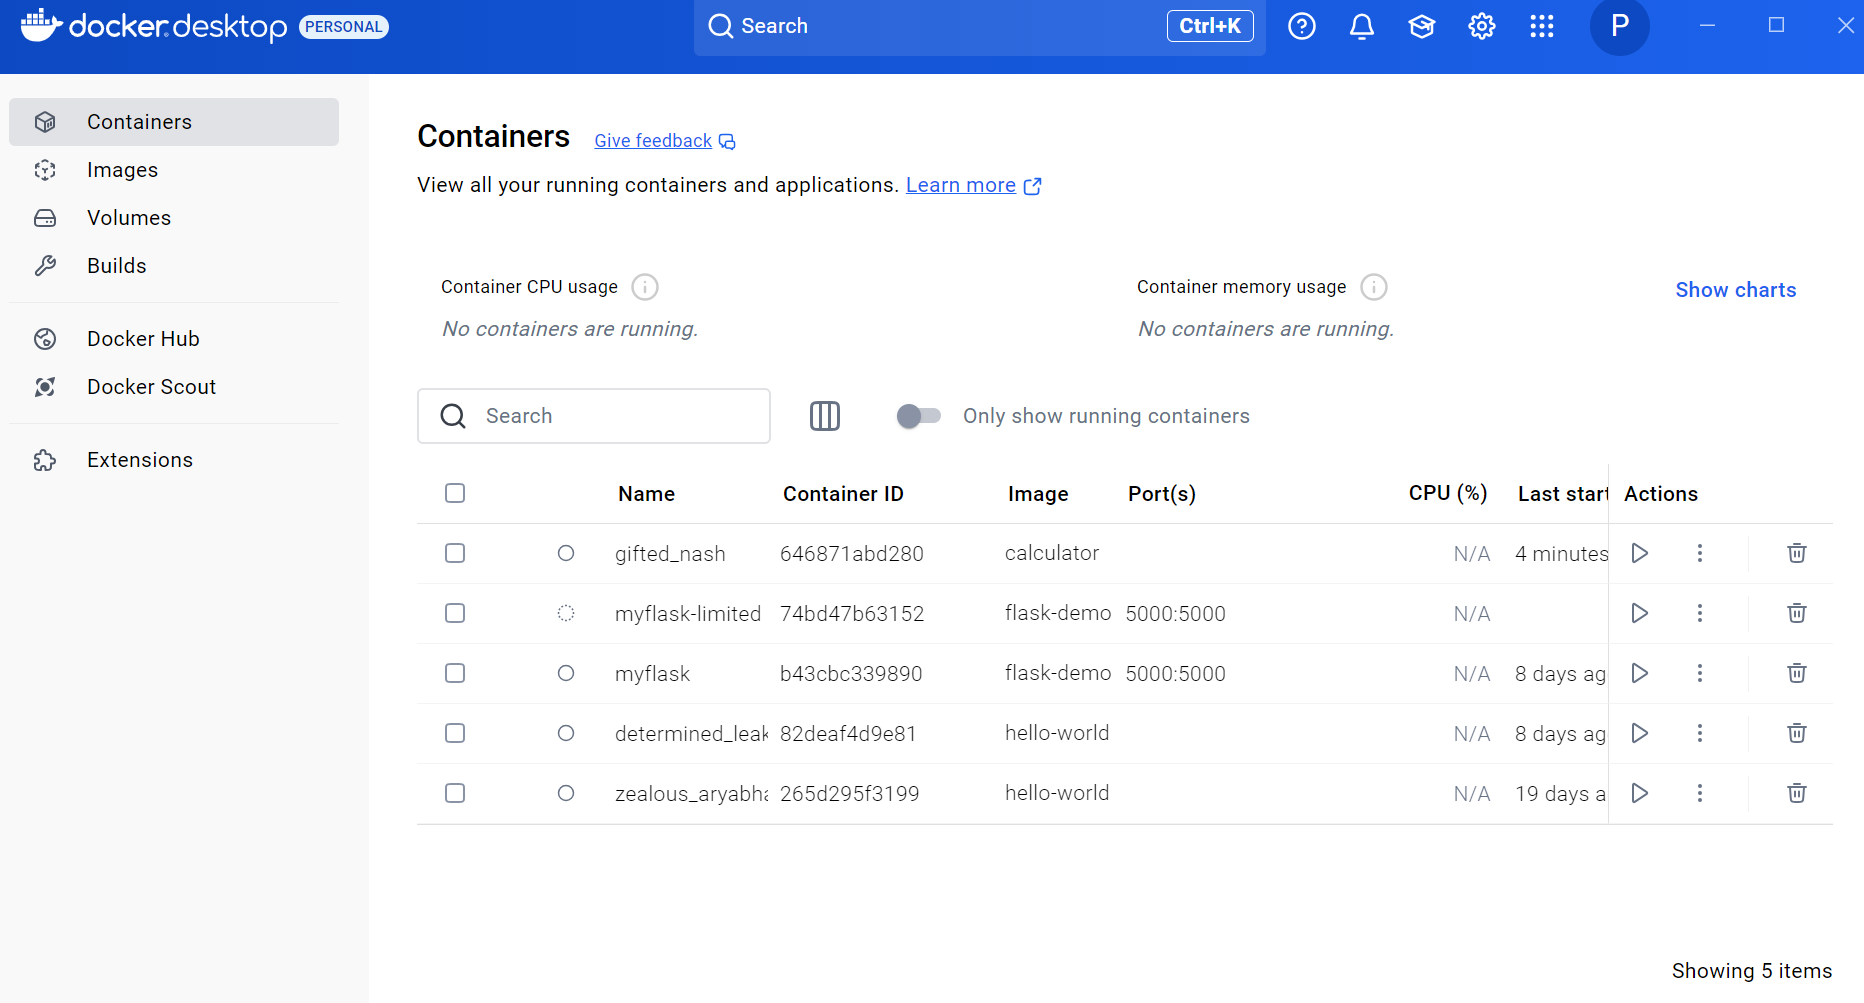 docker.desktop PERSONAL Search Ctrl+K P
Containers
Images
Volumes
Builds
Docker Hub
Docker Scout
Extensions
Containers Give feedback
View all your running containers and applications. Learn more
Container CPU usage Container memory usage Show charts
No containers are running. No containers are running.
Search Only show running containers
Name Container ID Image Port(s) CPU (%) Last start Actions
gifted_nash 646871abd280 calculator N/A 4 minutes
myflask-limited 74bd47b63152 flask-demo 5000:5000 N/A
myflask b43cbc339890 flask-demo 5000:5000 N/A 8 days ag
determined_leak 82deaf4d9e81 hello-world N/A 8 days ag
zealous_aryabha 265d295f3199 hello-world N/A 19 days a
Showing 5 items